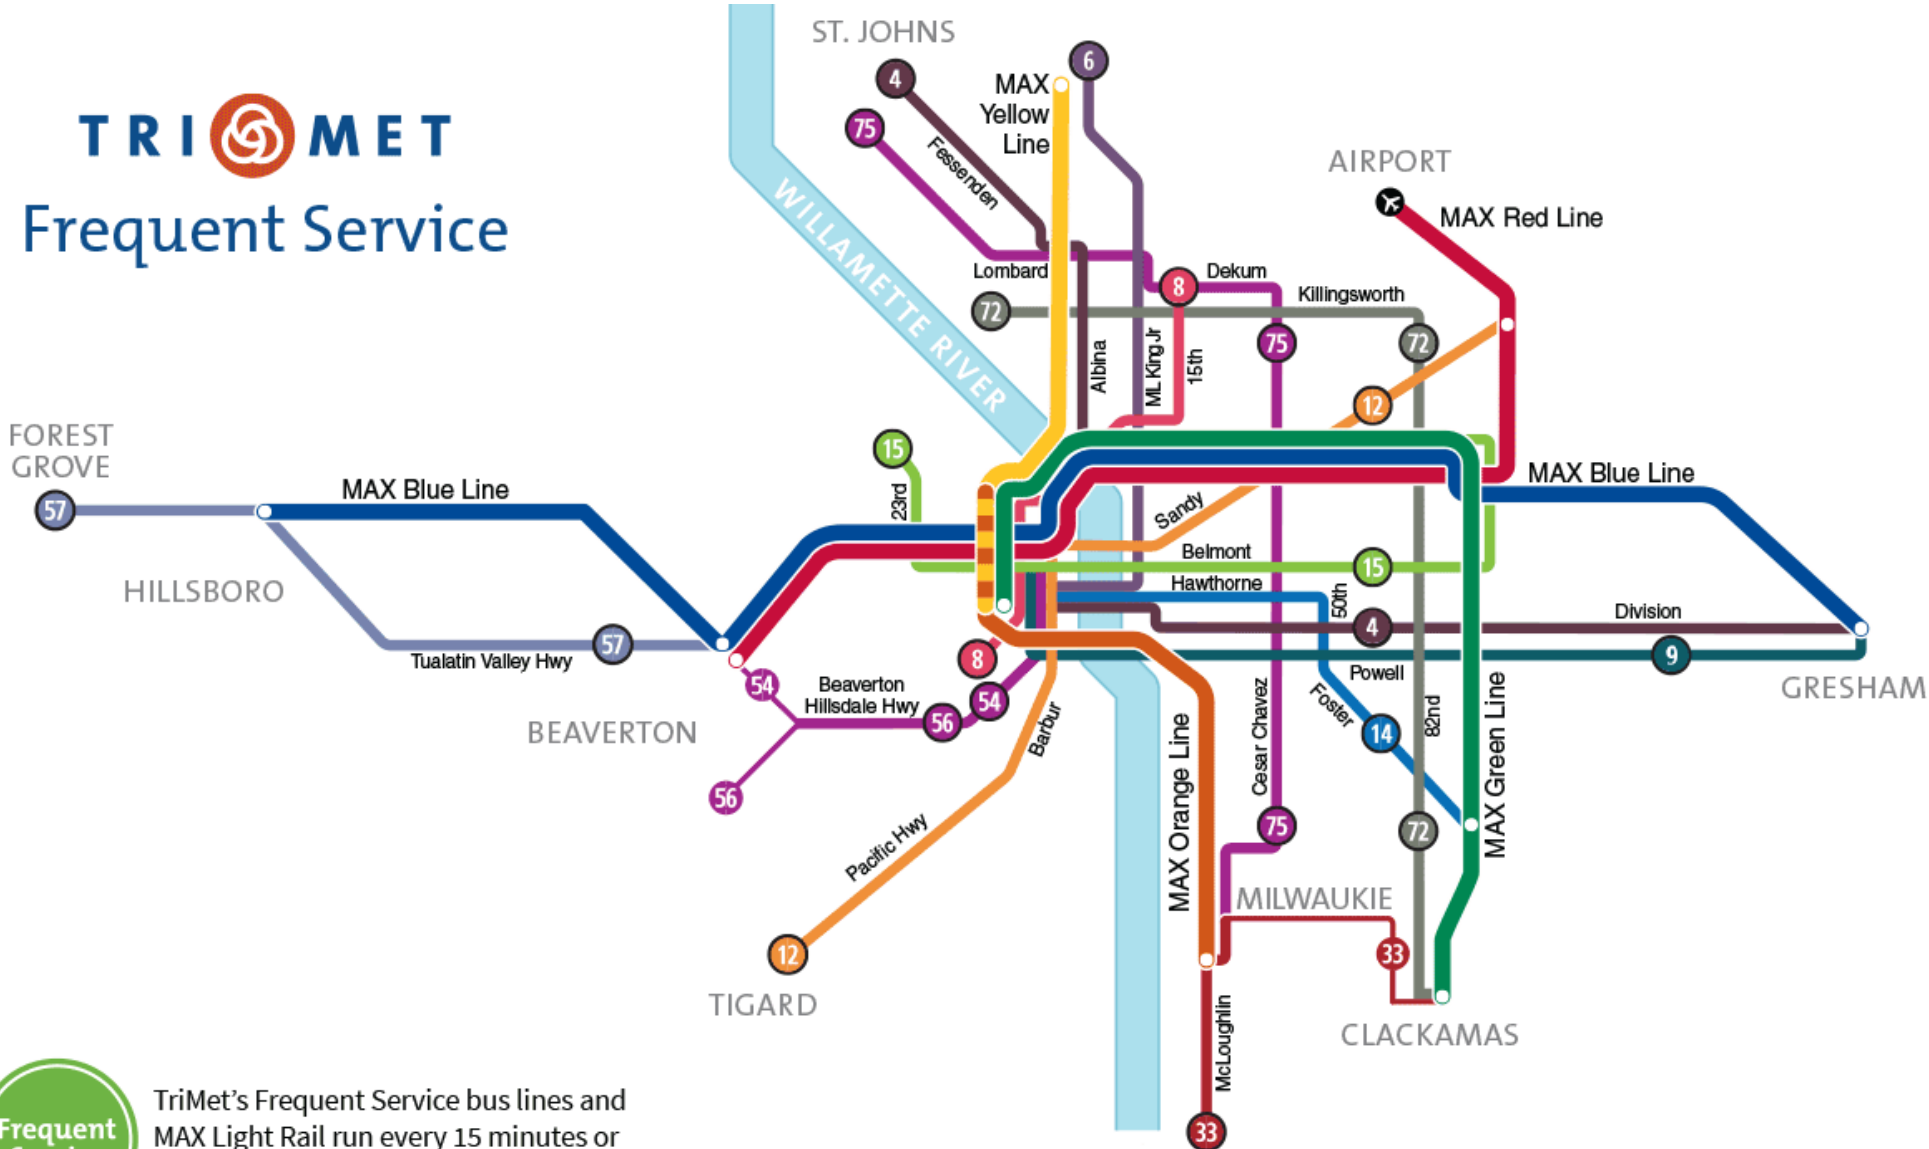 TRIMET
Frequent Service
ST. JOHNS
4
75
Fessenden
MAX
Yellow
Line
6
WILLAMETTE RIVER
AIRPORT
MAX Red Line
Lombard
8
Dekum
72
Killingsworth
Albina
ML King Jr
15th
75
72
12
FOREST
GROVE
57
MAX Blue Line
15
23rd
MAX Blue Line
Sandy
Belmont
15
HILLSBORO
Hawthorne
50th
Division
4
57
Tualatin Valley Hwy
9
8
Powell
GRESHAM
54
Beaverton
Hillsdale Hwy
56
54
BEAVERTON
Barbur
Foster
14
82nd
MAX Orange Line
Cesar Chavez
MAX Green Line
56
75
72
Pacific Hwy
MILWAUKIE
12
33
TIGARD
CLACKAMAS
McLoughlin
33
Frequent
TriMet's Frequent Service bus lines and
MAX Light Rail run every 15 minutes or